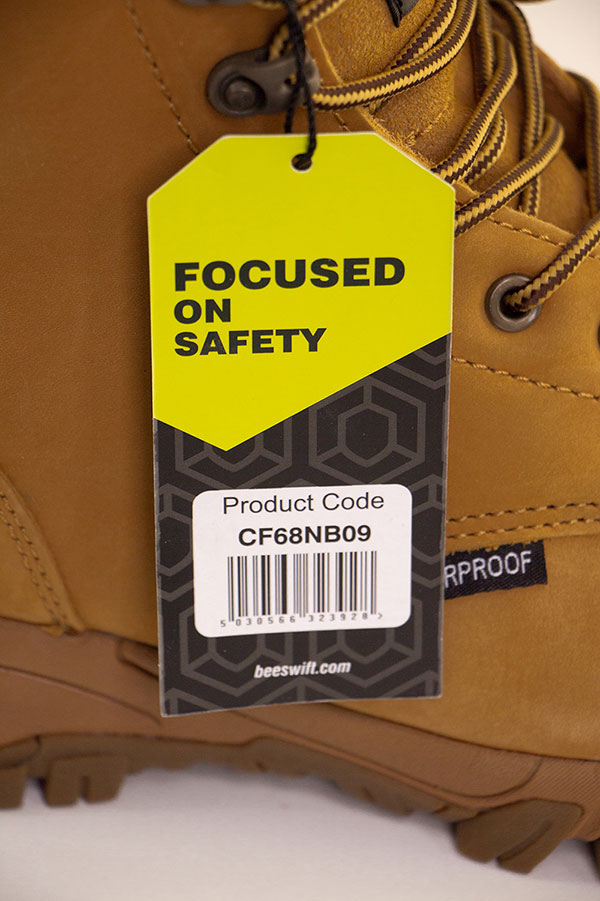 FOCUSED
ON
SAFETY
Product Code
CF68NB09
5 030566 323928 >
RPROOF
beeswift.com